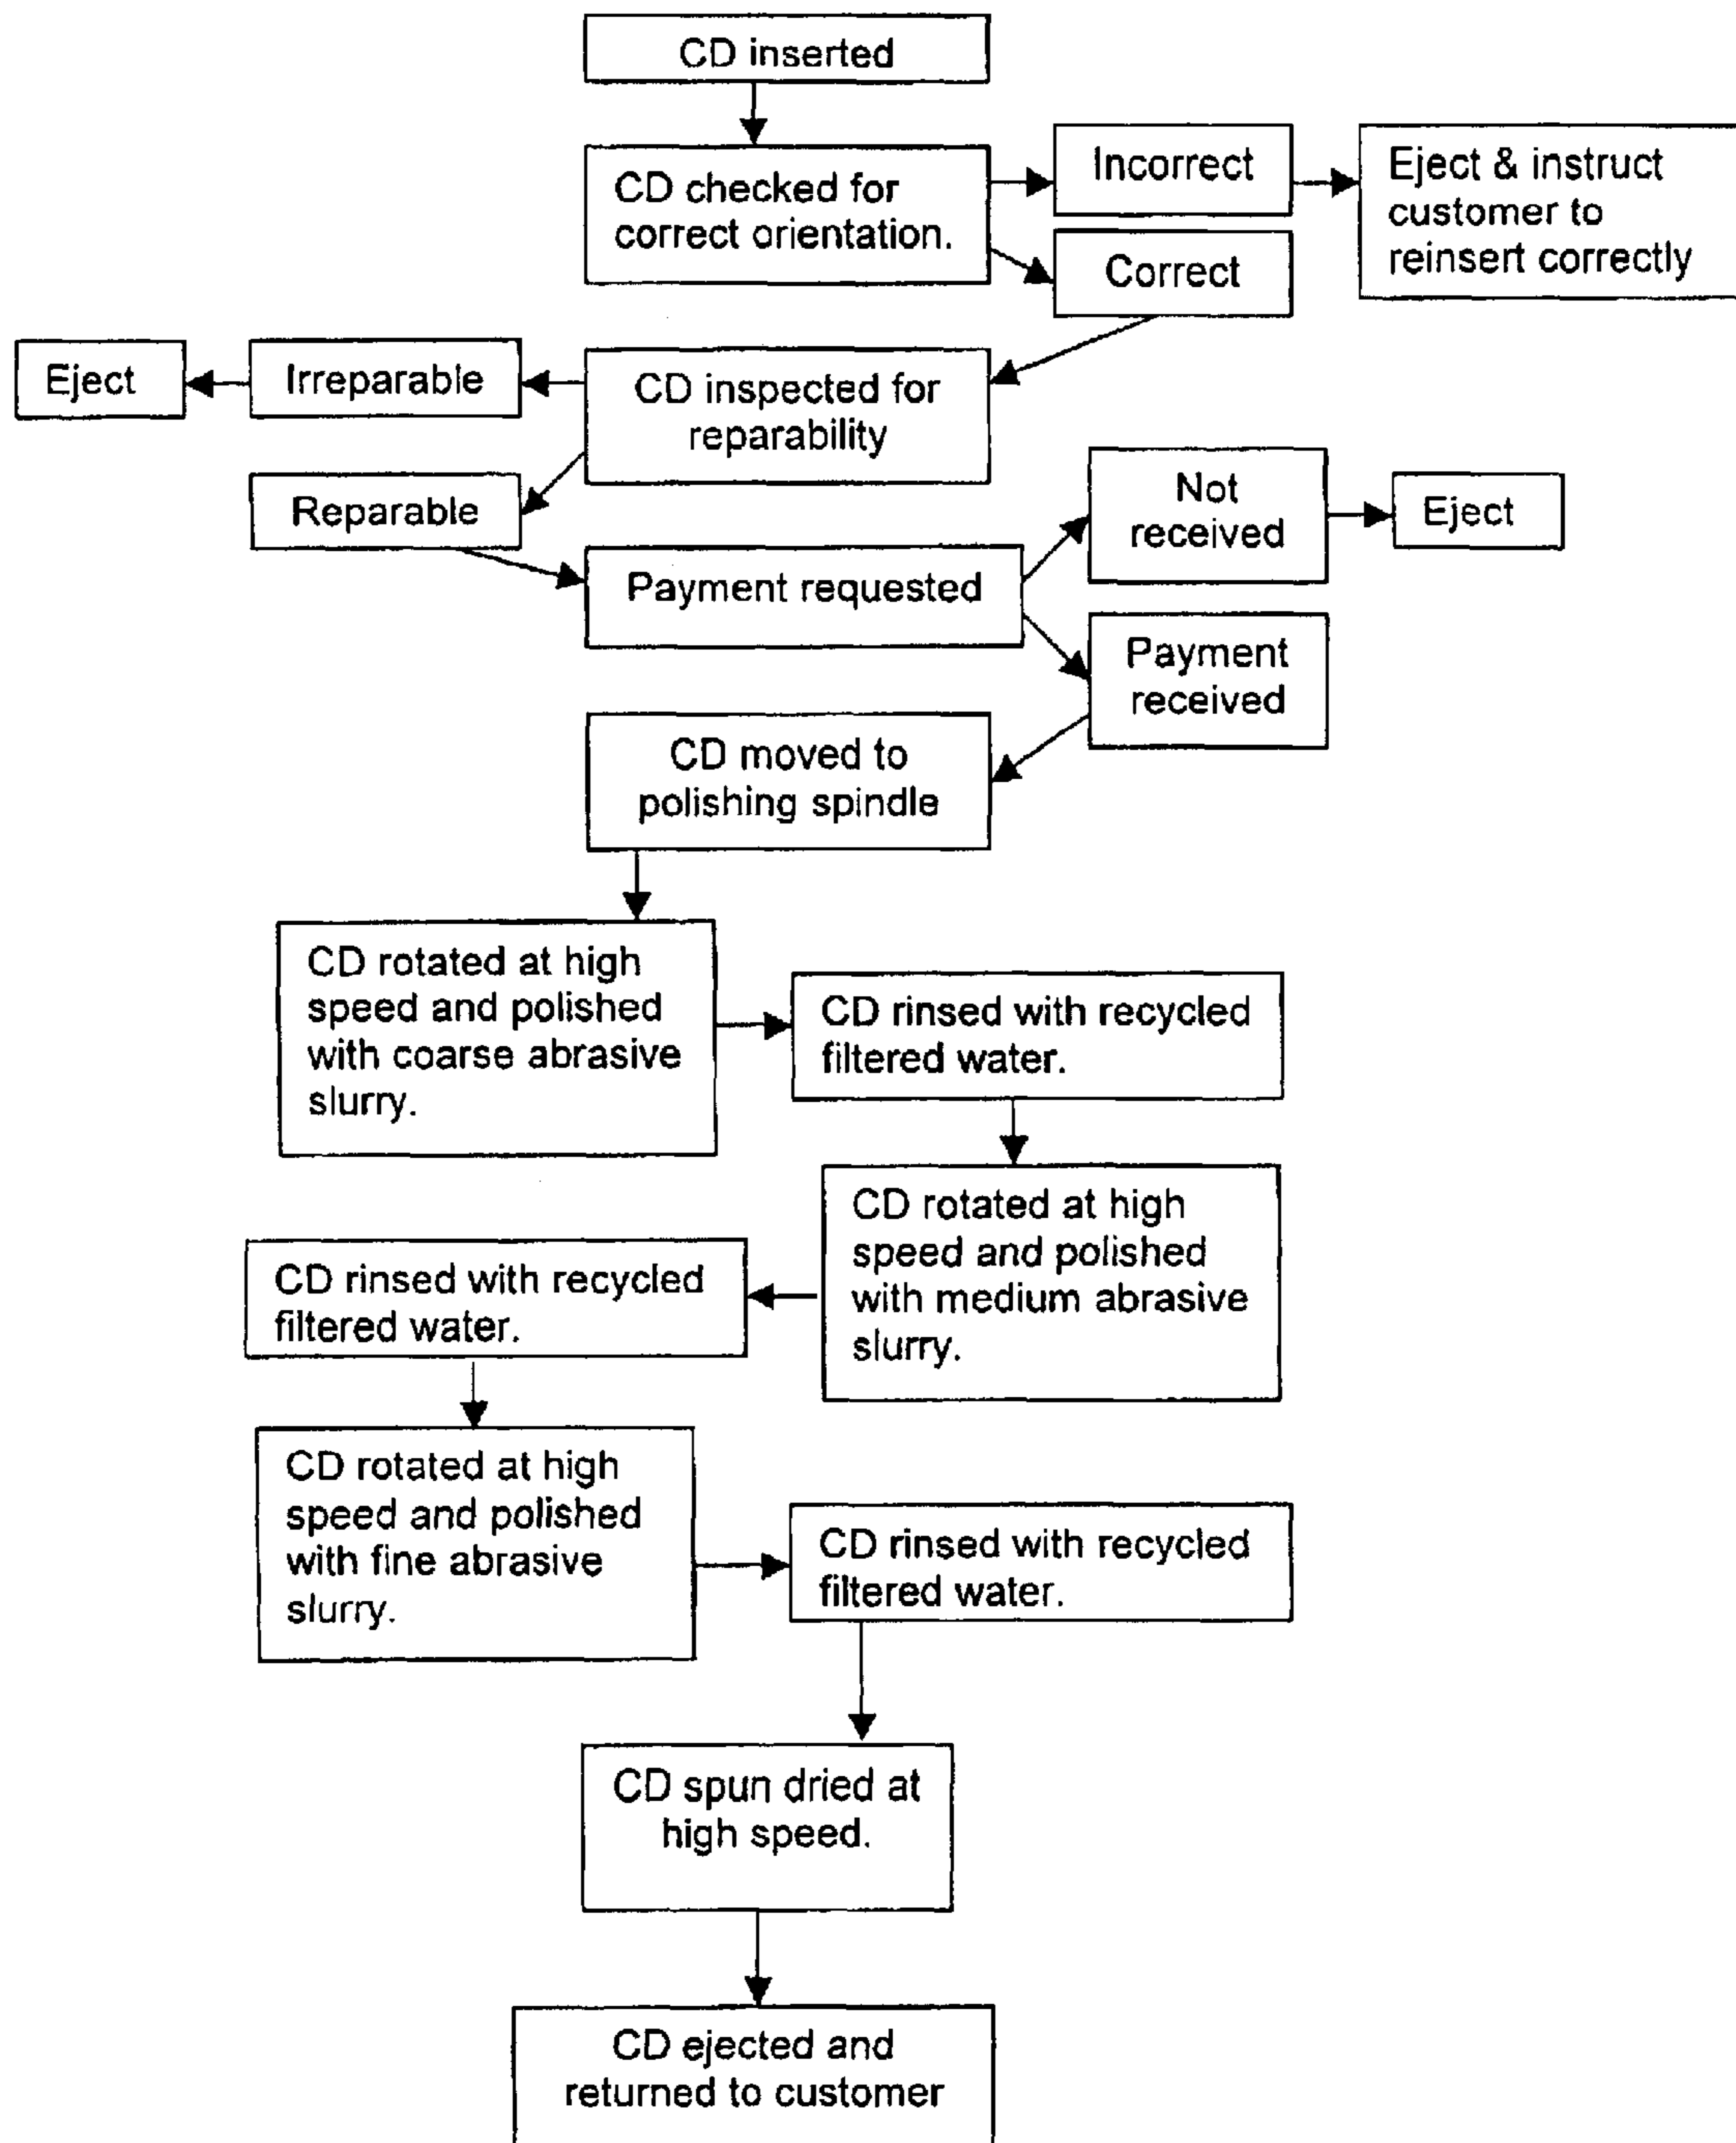 CD inserted
CD checked for
correct orientation.
Incorrect
Eject & instruct
customer to
reinsert correctly
Correct
Eject
Irreparable
CD inspected for
reparability
Reparable
Not
received
Eject
Payment requested
Payment
received
CD moved to
polishing spindle
CD rotated at high
speed and polished
with coarse abrasive
slurry.
CD rinsed with recycled
filtered water.
CD rotated at high
speed and polished
with medium abrasive
slurry.
CD rinsed with recycled
filtered water.
CD rotated at high
speed and polished
with fine abrasive
slurry.
CD rinsed with recycled
filtered water.
CD spun dried at
high speed.
CD ejected and
returned to customer